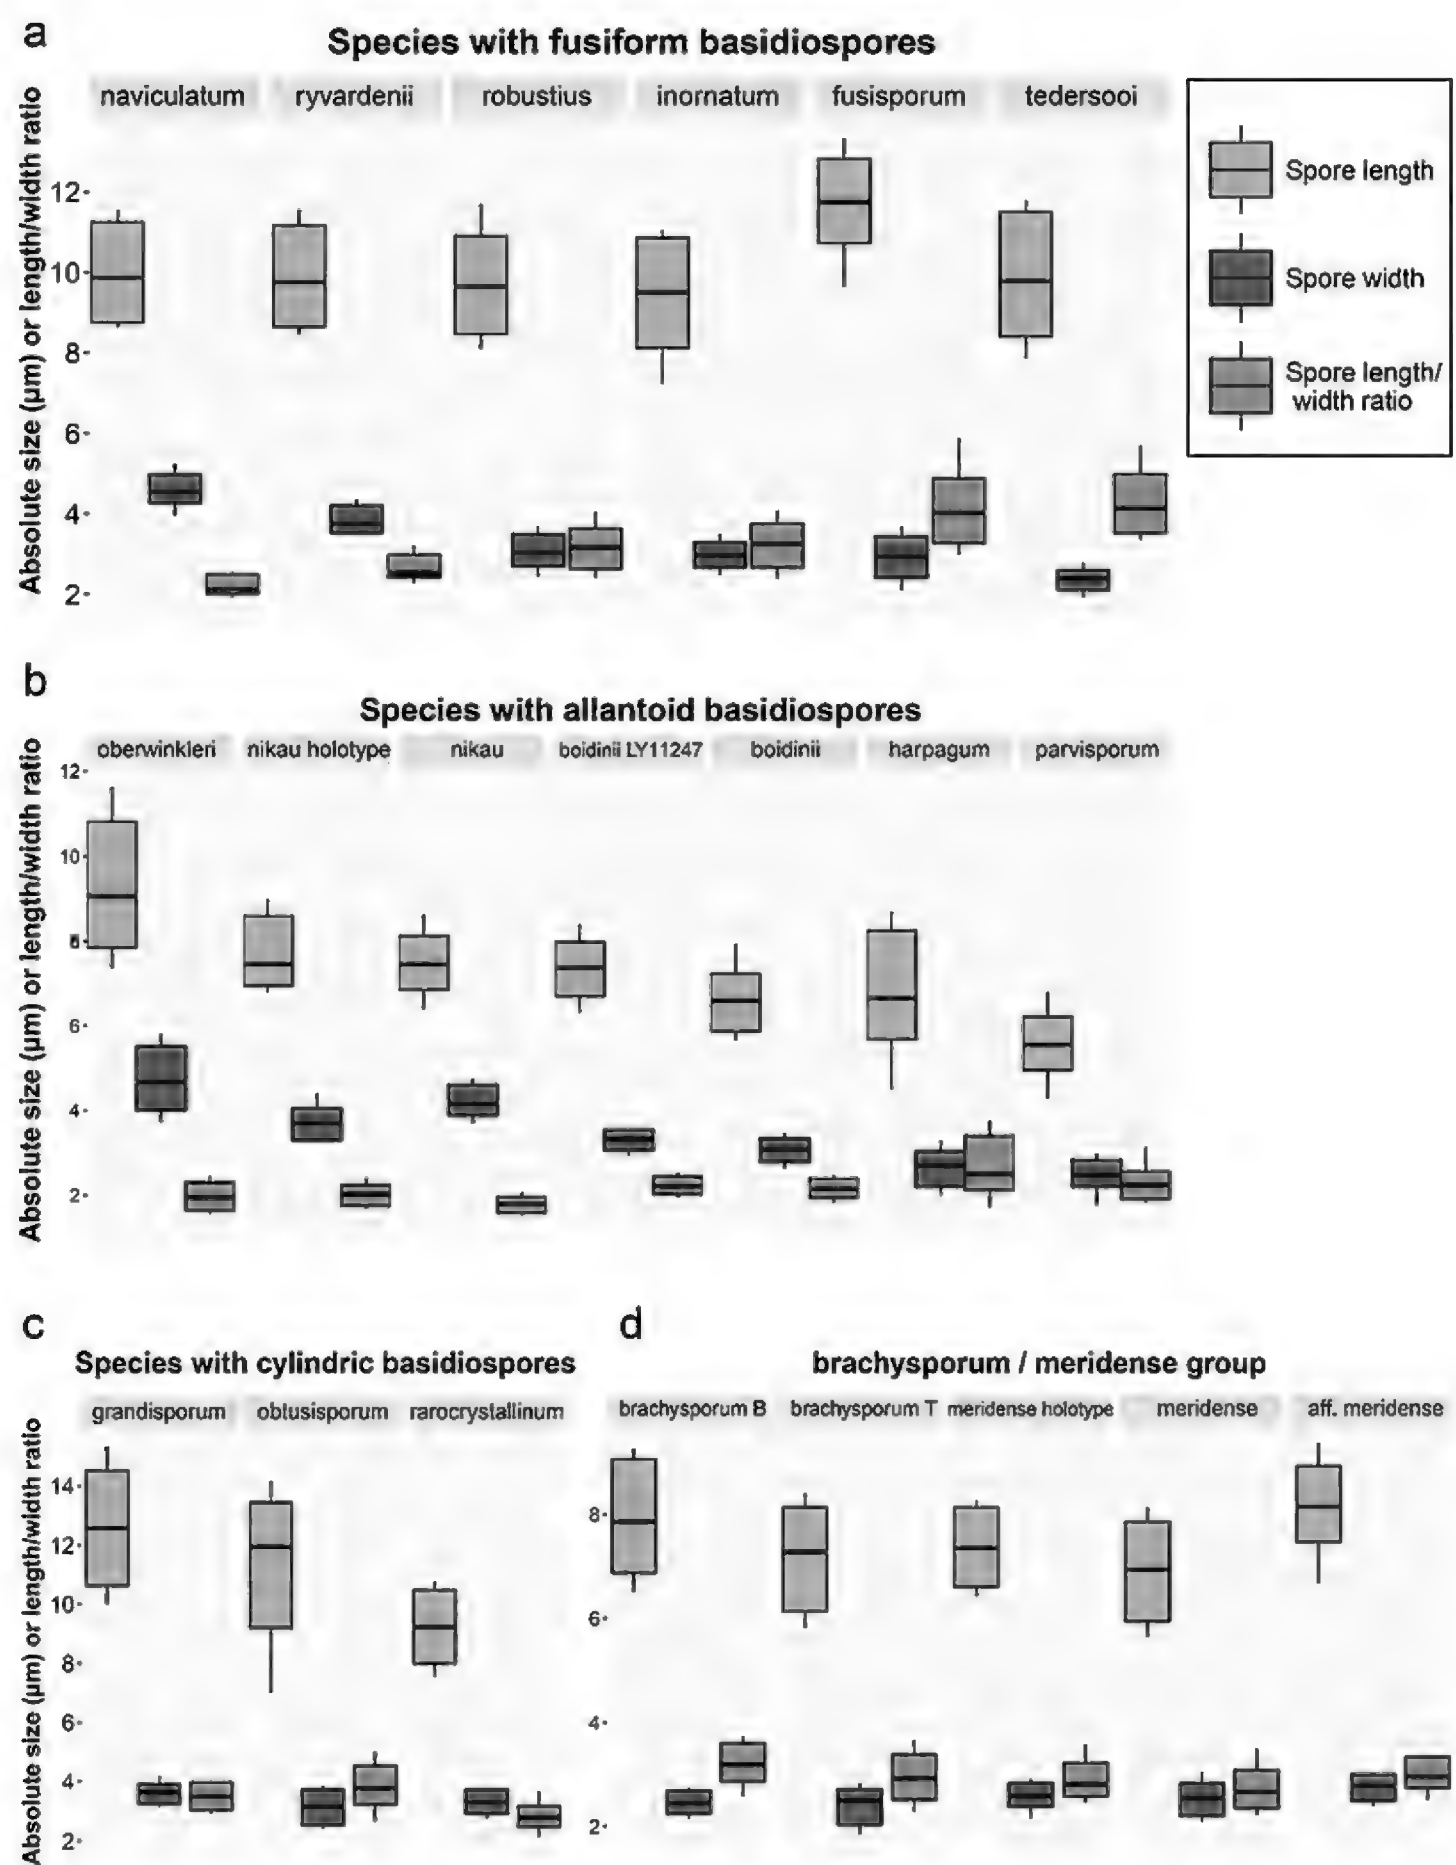 a
Species with fusiform basidiospores
naviculatum ryvardenii robustius inornatum fusisporum tedersooi
Absolute size (µm) or length/width ratio
12
10
8
6
4
2
Spore length
Spore width
Spore length/
width ratio
b
Species with allantoid basidiospores
oberwinkleri nikau holotype nikau boidinii LY11247 boidinii harpagum parvisporum
Absolute size (µm) or length/width ratio
12
10
8
6
4
2
c
Species with cylindric basidiospores
grandisporum obtusisporum rarocrystallinum
Absolute size (µm) or length/width ratio
14
12
10
8
6
4
2
d
brachysporum / meridense group
brachysporum B brachysporum T meridense holotype meridense aff. meridense
8
6
4
2